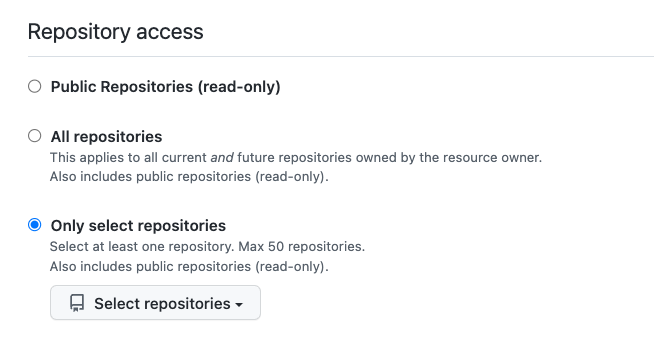 Repository access
Public Repositories (read-only)
All repositories
This applies to all current and future repositories owned by the resource owner.
Also includes public repositories (read-only).
Only select repositories
Select at least one repository. Max 50 repositories.
Also includes public repositories (read-only).
Select repositories